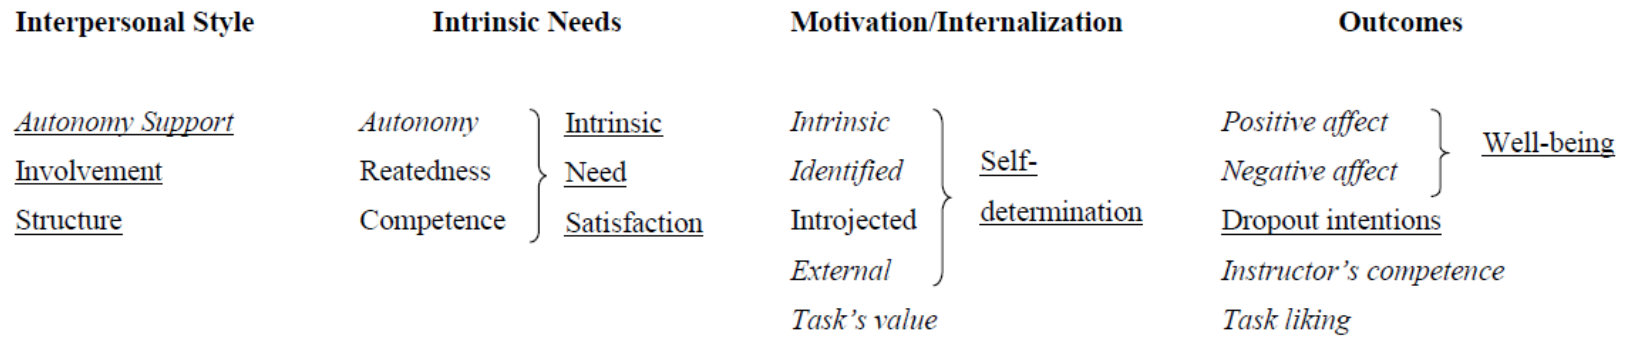 Interpersonal Style Intrinsic Needs Motivation/Internalization Outcomes
Autonomy Support Autonomy Intrinsic Intrinsic Positive affect Well-being
Involvement Reatedness Need Identified Self- Negative affect
Structure Competence Satisfaction Introjected determination Dropout intentions
External Instructor's competence
Task's value Task liking